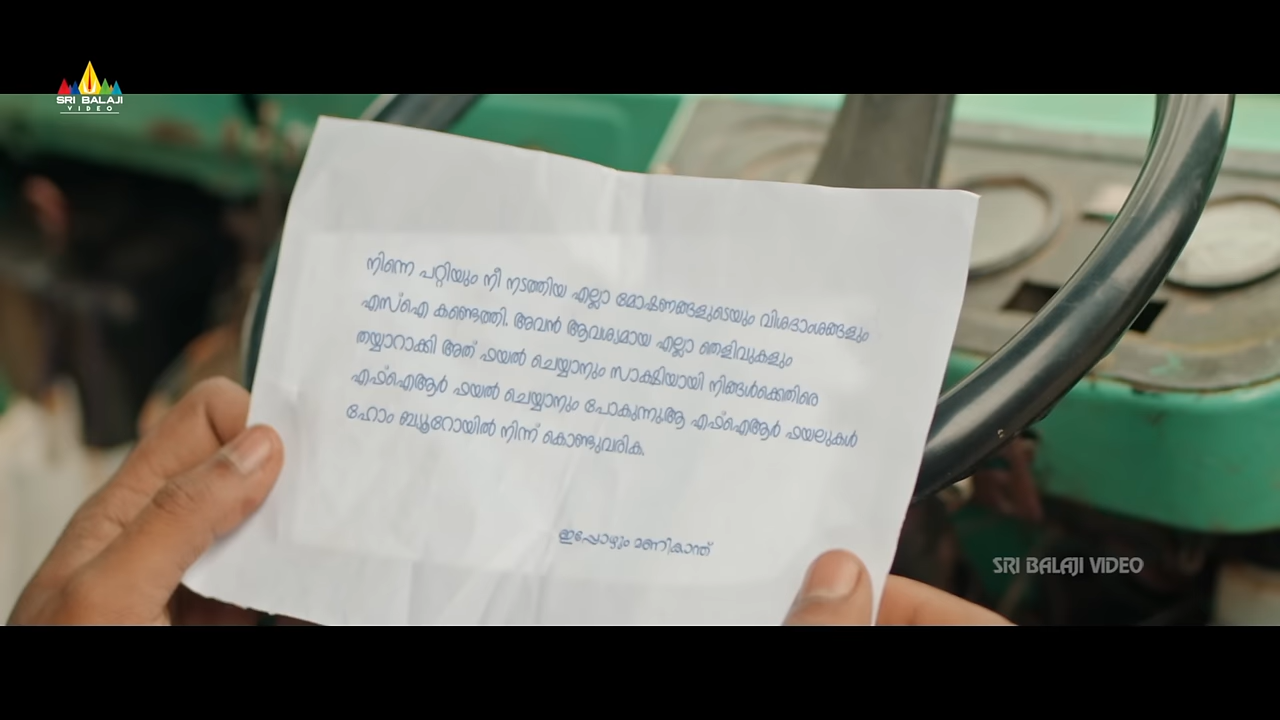 SRI BALAJI
VIDEO
നിന്നെ പറ്റിയും നീ നടത്തിയ എല്ലാ മോഷണങ്ങളുടെയും വിശദാംശങ്ങളും
എസ്ഐ കണ്ടെത്തി. അവൻ ആവശ്യമായ എല്ലാ തെളിവുകളും
തയ്യാറാക്കി അത് ഫയൽ ചെയ്യാനും സാക്ഷിയായി നിങ്ങൾക്കെതിരെ
എഫ്ഐആർ ഫയൽ ചെയ്യാനും പോകുന്നു.ആ എഫ്ഐആർ ഫയലുകൾ
ഹോം ബ്യൂറോയിൽ നിന്ന് കൊണ്ടുവരിക.
ഇപ്പോഴും മണികാന്ത്
SRI BALAJI VIDEO